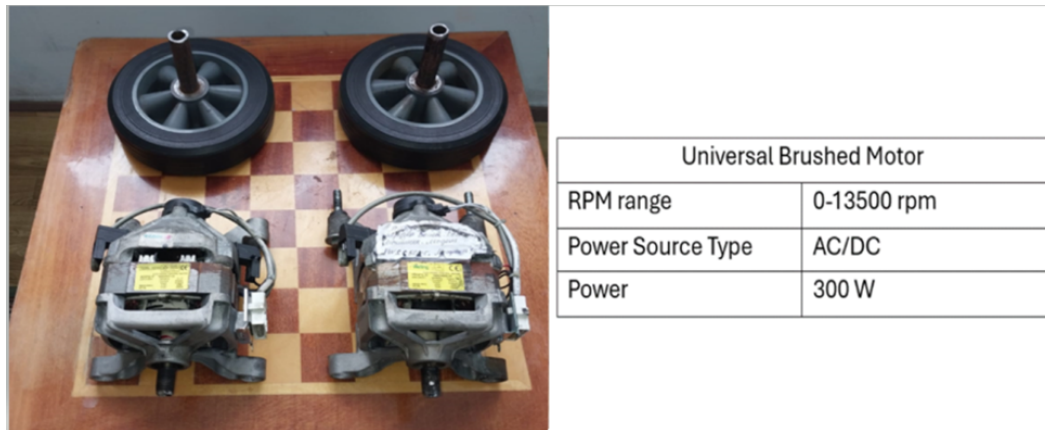 Universal Brushed Motor
RPM range 0-13500 rpm
Power Source Type AC/DC
Power 300 W